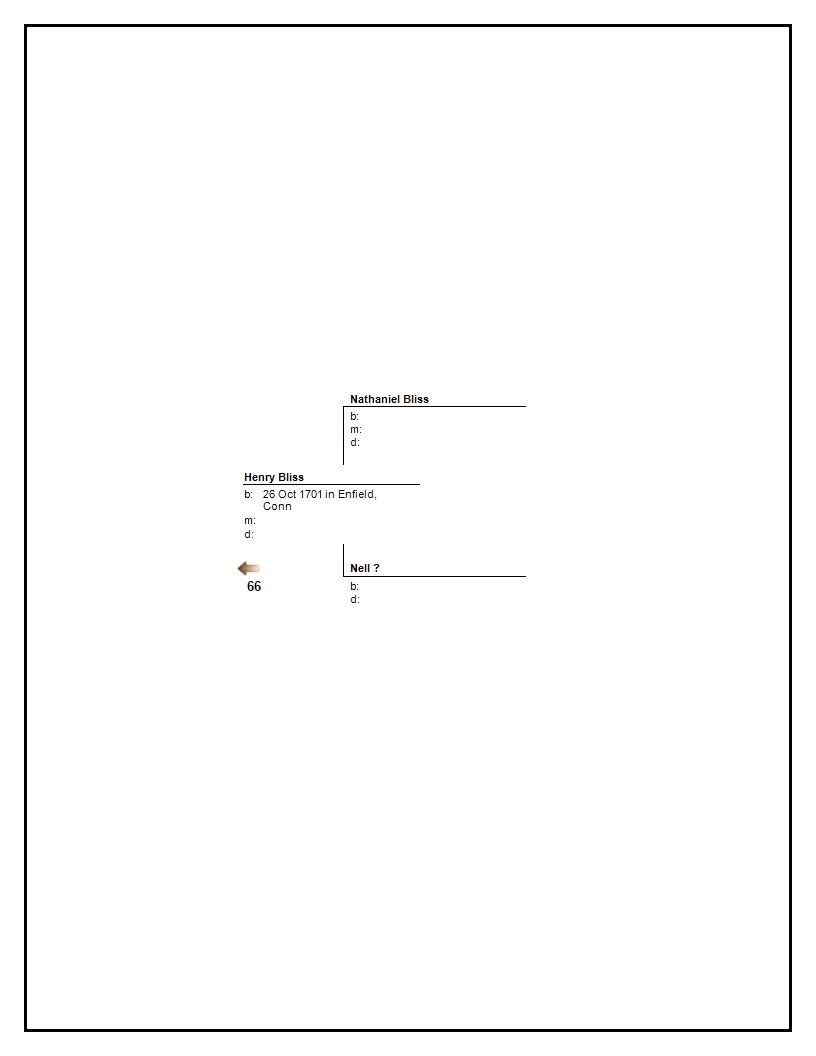 Nathaniel Bliss
b:
m:
d:
Henry Bliss
b: 26 Oct 1701 in Enfield,
Conn
m:
d:
66
Nell ?
b:
d: